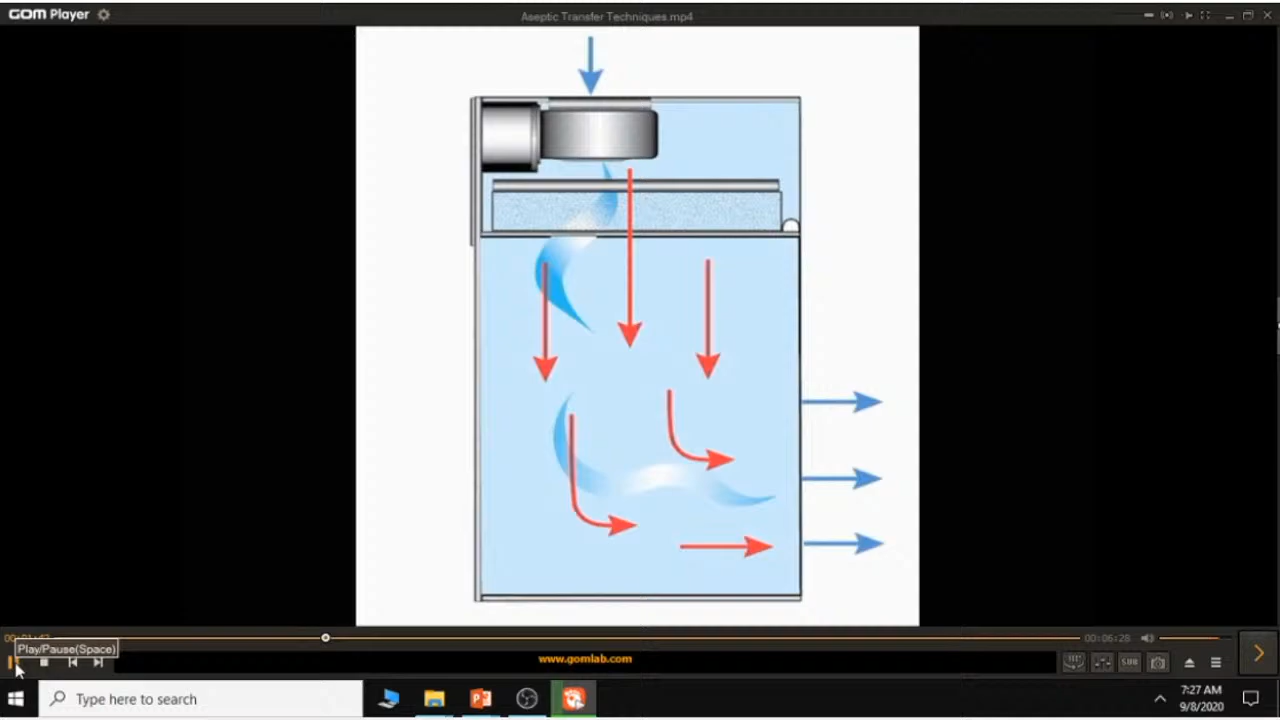 GOM Player
Aseptic Transfer Techniques.mp4
Play/Pause(Space)
00:06:28
www.gomlab.com
SUB
Type here to search
7:27 AM
9/8/2020